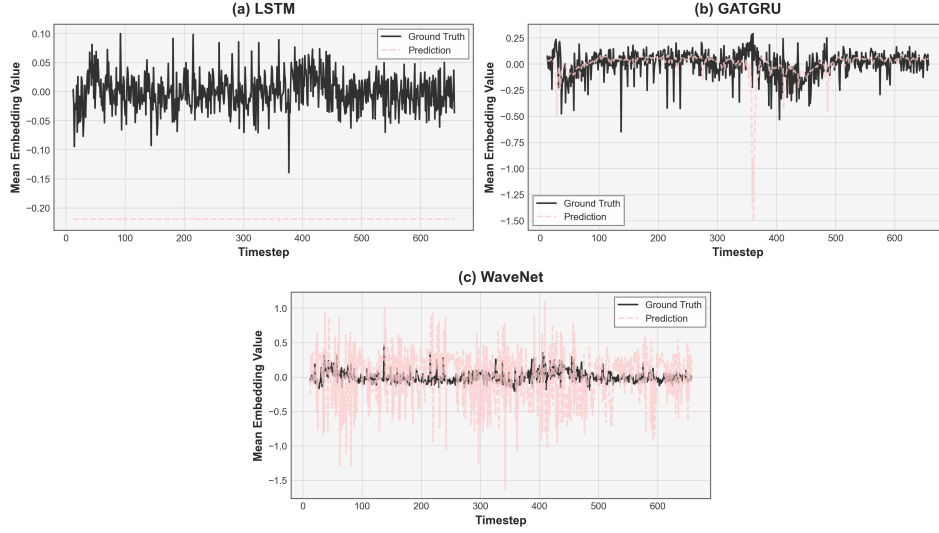 (a) LSTM
Mean Embedding Value
0.10
0.05
0.00
−0.05
−0.10
−0.15
−0.20
Ground Truth
Prediction
0 100 200 300 400 500 600
Timestep
(b) GATGRU
Mean Embedding Value
0.25
0.00
−0.25
−0.50
−0.75
−1.00
−1.25
−1.50
Ground Truth
Prediction
0 100 200 300 400 500 600
Timestep
(c) WaveNet
Mean Embedding Value
1.0
0.5
0.0
−0.5
−1.0
−1.5
Ground Truth
Prediction
0 100 200 300 400 500 600
Timestep